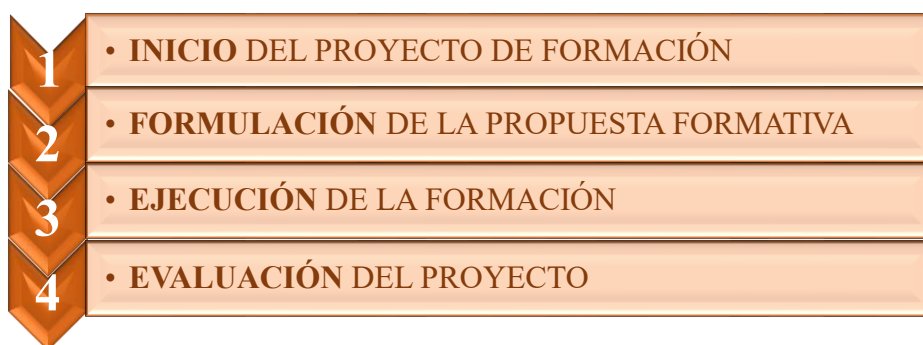 1 • INICIO DEL PROYECTO DE FORMACIÓN
2 • FORMULACIÓN DE LA PROPUESTA FORMATIVA
3 • EJECUCIÓN DE LA FORMACIÓN
4 • EVALUACIÓN DEL PROYECTO